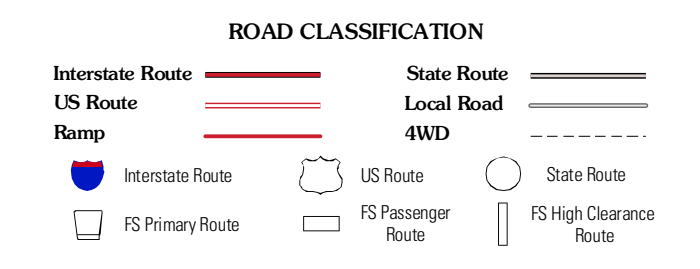 ROAD CLASSIFICATION
Interstate Route
State Route
US Route
Local Road
Ramp
4WD
Interstate Route
US Route
State Route
FS Primary Route
FS Passenger
Route
FS High Clearance
Route